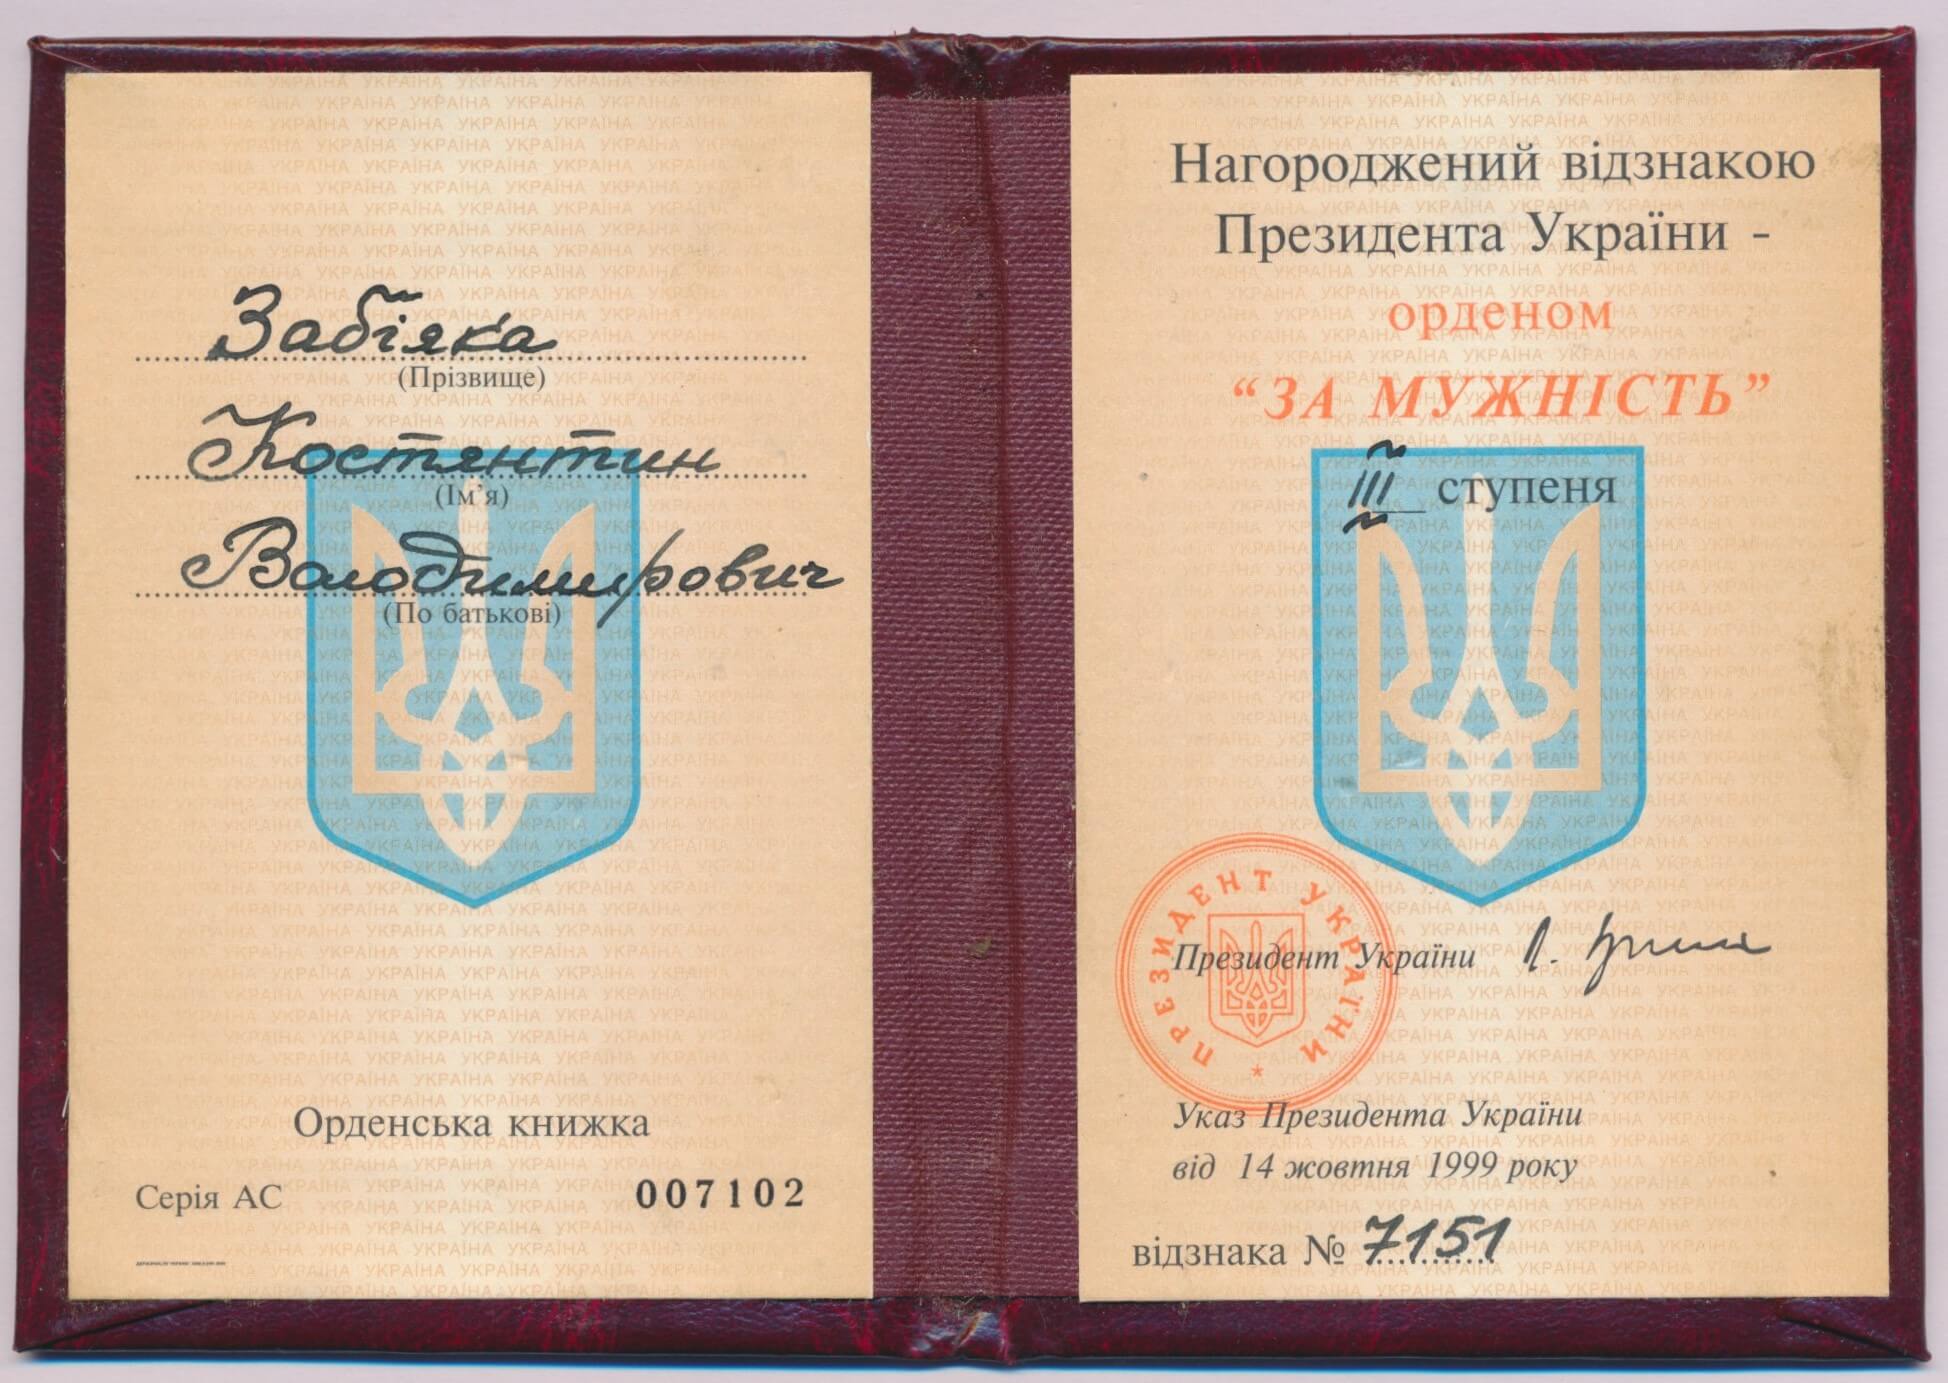 Забіяка
(Прізвище)
Костянтин
(Ім’я)
Володимирович
(По батькові)
Орденська книжка
Серія АС 007102
Нагороджений відзнакою
Президента України -
орденом
“ЗА МУЖНІСТЬ”
III ступеня
Президент України
ПРЕЗИДЕНТ УКРАЇНИ
Указ Президента України
від 14 жовтня 1999 року
відзнака № 7151